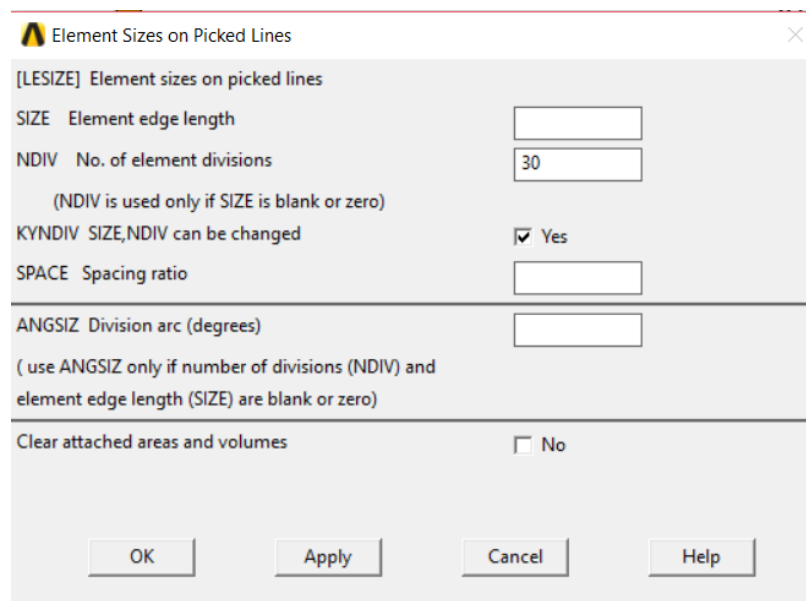 Element Sizes on Picked Lines
[LESIZE] Element sizes on picked lines
SIZE Element edge length
NDIV No. of element divisions 30
(NDIV is used only if SIZE is blank or zero)
KYNDIV SIZE,NDIV can be changed Yes
SPACE Spacing ratio
ANGSIZ Division arc (degrees)
( use ANGSIZ only if number of divisions (NDIV) and
element edge length (SIZE) are blank or zero)
Clear attached areas and volumes No
OK Apply Cancel Help